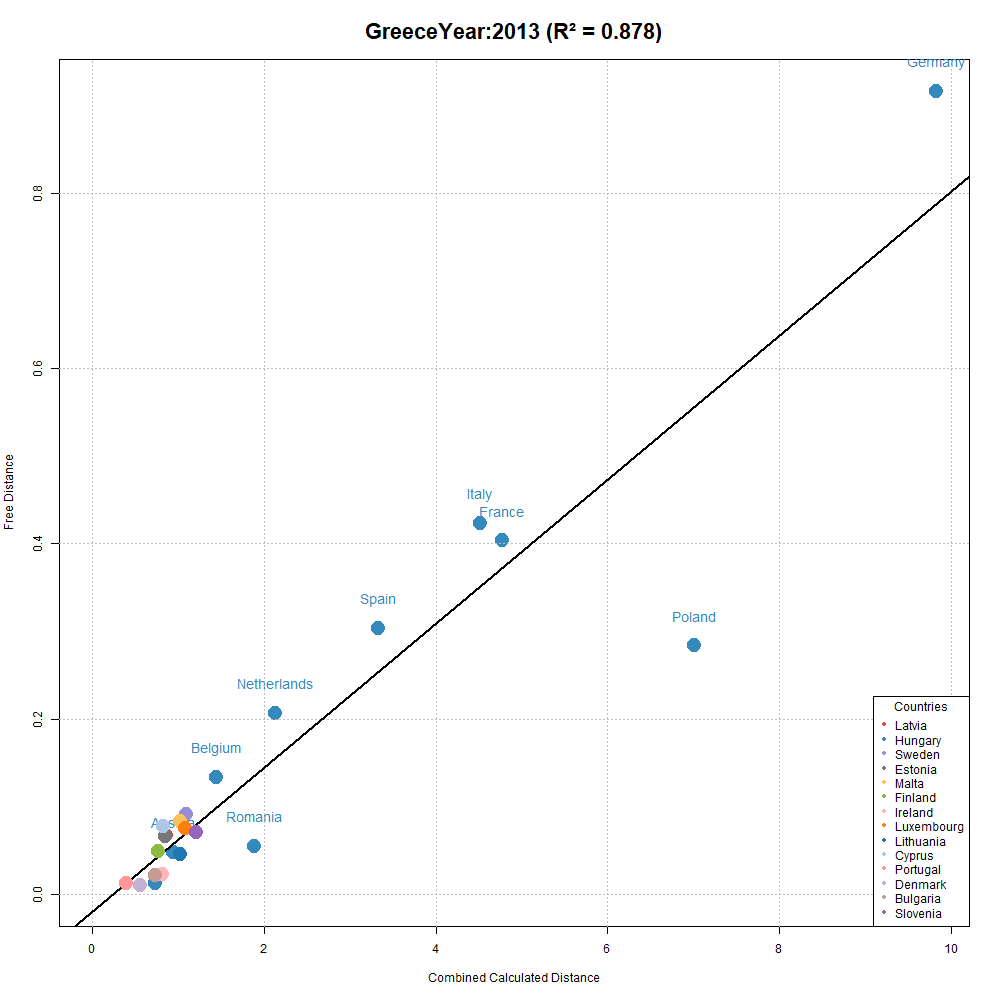 GreeceYear:2013 (R² = 0.878)
Germany
Italy
France
Spain
Poland
Netherlands
Belgium
Romania
0.0
0.2
0.4
0.6
0.8
Free Distance
0
2
4
6
8
10
Combined Calculated Distance
Countries
Latvia
Hungary
Sweden
Estonia
Malta
Finland
Ireland
Luxembourg
Lithuania
Cyprus
Portugal
Denmark
Bulgaria
Slovenia